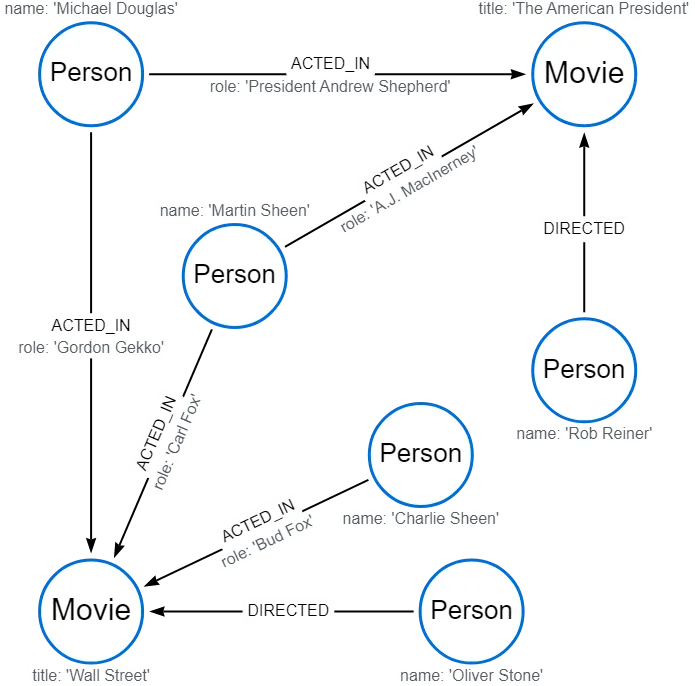 name: 'Michael Douglas'
title: 'The American President'
Person
ACTED_IN
role: 'President Andrew Shepherd'
Movie
ACTED_IN
role: 'A.J. MacInerney'
name: 'Martin Sheen'
Person
DIRECTED
ACTED_IN
role: 'Gordon Gekko'
Person
name: 'Rob Reiner'
ACTED_IN
role: 'Carl Fox'
Person
name: 'Charlie Sheen'
ACTED_IN
role: 'Bud Fox'
Movie
title: 'Wall Street'
DIRECTED
Person
name: 'Oliver Stone'